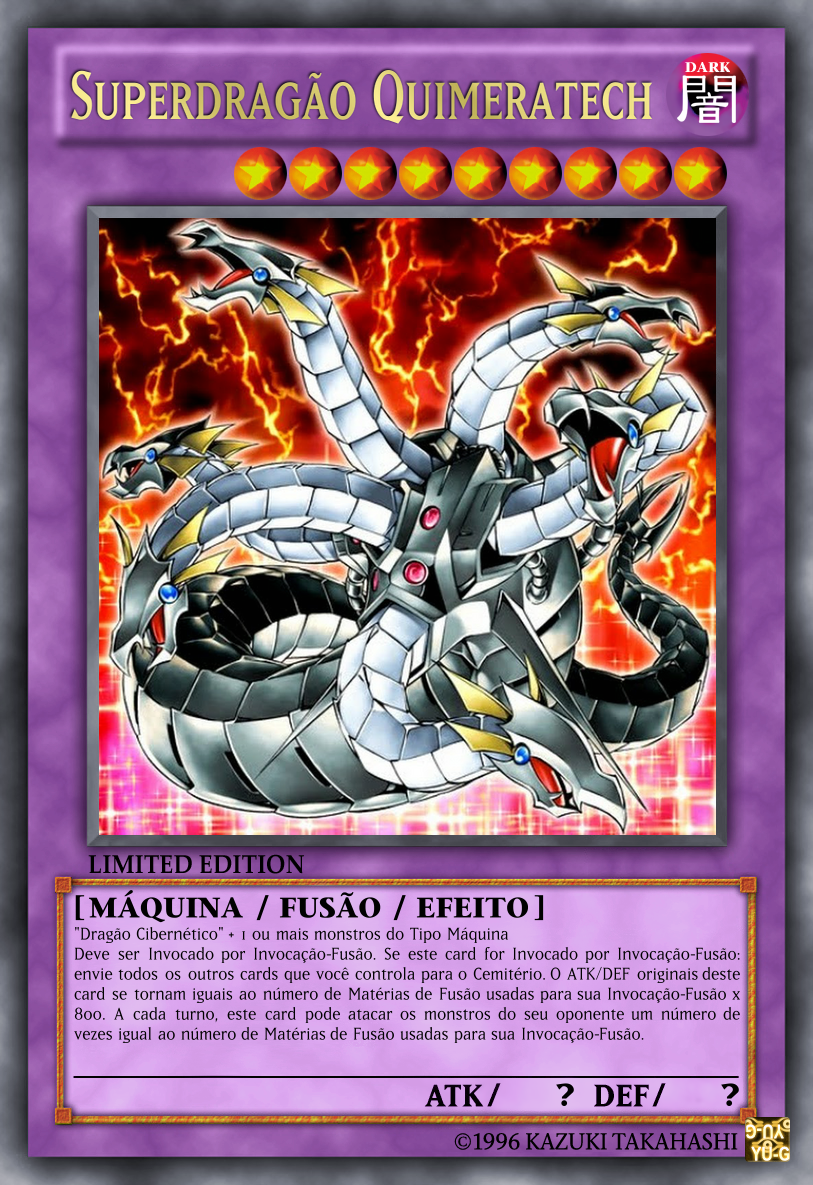 SUPERDRAGÃO QUIMERATECH
DARK
闇
LIMITED EDITION
[MÁQUINA / FUSÃO / EFEITO]
"Dragão Cibernético" + 1 ou mais monstros do Tipo Máquina
Deve ser Invocado por Invocação-Fusão. Se este card for Invocado por Invocação-Fusão:
envie todos os outros cards que você controla para o Cemitério. O ATK/DEF originais deste
card se tornam iguais ao número de Matérias de Fusão usadas para sua Invocação-Fusão x
800. A cada turno, este card pode atacar os monstros do seu oponente um número de
vezes igual ao número de Matérias de Fusão usadas para sua Invocação-Fusão.
ATK/ ? DEF/ ?
©1996 KAZUKI TAKAHASHI